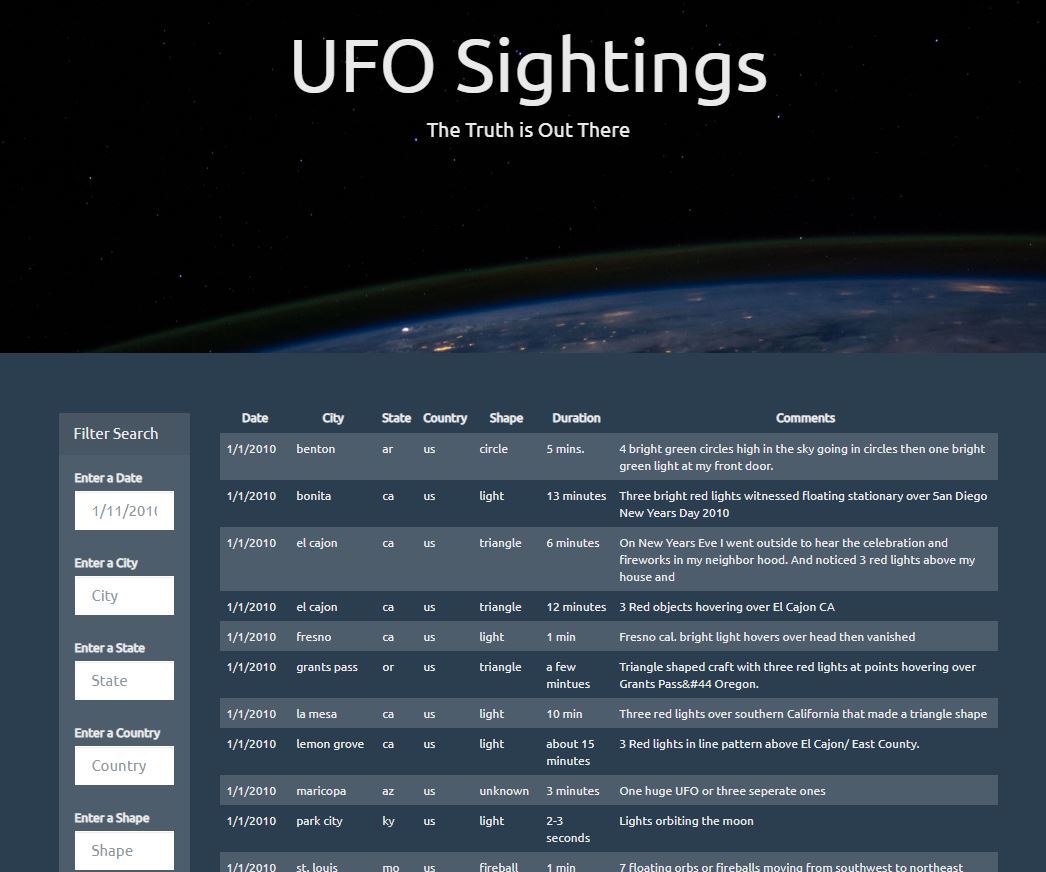 UFO Sightings
The Truth is Out There
Filter Search
Enter a Date
1/11/2010
Enter a City
City
Enter a State
State
Enter a Country
Country
Enter a Shape
Shape
Date City State Country Shape Duration Comments
1/1/2010 benton ar us circle 5 mins. 4 bright green circles high in the sky going in circles then one bright
green light at my front door.
1/1/2010 bonita ca us light 13 minutes Three bright red lights witnessed floating stationary over San Diego
New Years Day 2010
1/1/2010 el cajon ca us triangle 6 minutes On New Years Eve I went outside to hear the celebration and
fireworks in my neighbor hood. And noticed 3 red lights above my
house and
1/1/2010 el cajon ca us triangle 12 minutes 3 Red objects hovering over El Cajon CA
1/1/2010 fresno ca us light 1 min Fresno cal. bright light hovers over head then vanished
1/1/2010 grants pass or us triangle a few Triangle shaped craft with three red lights at points hovering over
mintues Grants Pass&#44 Oregon.
1/1/2010 la mesa ca us light 10 min Three red lights over southern California that made a triangle shape
1/1/2010 lemon grove ca us light about 15 3 Red lights in line pattern above El Cajon/ East County.
minutes
1/1/2010 maricopa az us unknown 3 minutes One huge UFO or three seperate ones
1/1/2010 park city ky us light 2-3 Lights orbiting the moon
seconds
1/1/2010 st. louis mo us fireball 1 min 7 floating orbs or fireballs moving from southwest to northeast